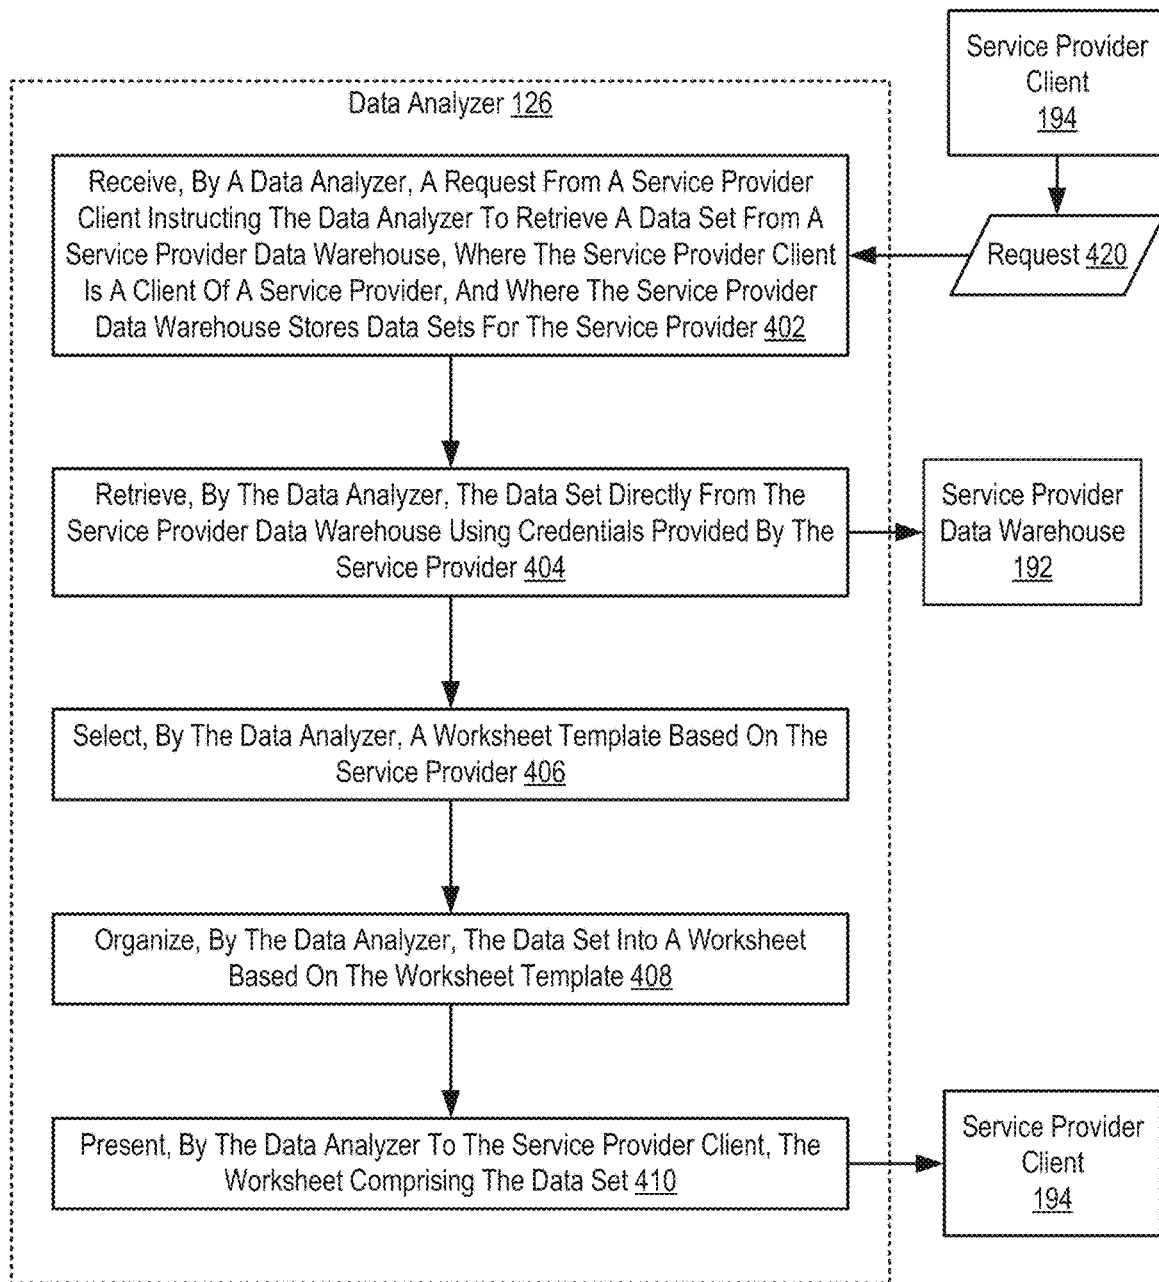 Service Provider
Client
194
Data Analyzer 126
Receive, By A Data Analyzer, A Request From A Service Provider
Client Instructing The Data Analyzer To Retrieve A Data Set From A
Service Provider Data Warehouse, Where The Service Provider Client
Is A Client Of A Service Provider, And Where The Service Provider
Data Warehouse Stores Data Sets For The Service Provider 402
Request 420
Retrieve, By The Data Analyzer, The Data Set Directly From The
Service Provider Data Warehouse Using Credentials Provided By The
Service Provider 404
Service Provider
Data Warehouse
192
Select, By The Data Analyzer, A Worksheet Template Based On The
Service Provider 406
Organize, By The Data Analyzer, The Data Set Into A Worksheet
Based On The Worksheet Template 408
Present, By The Data Analyzer To The Service Provider Client, The
Worksheet Comprising The Data Set 410
Service Provider
Client
194